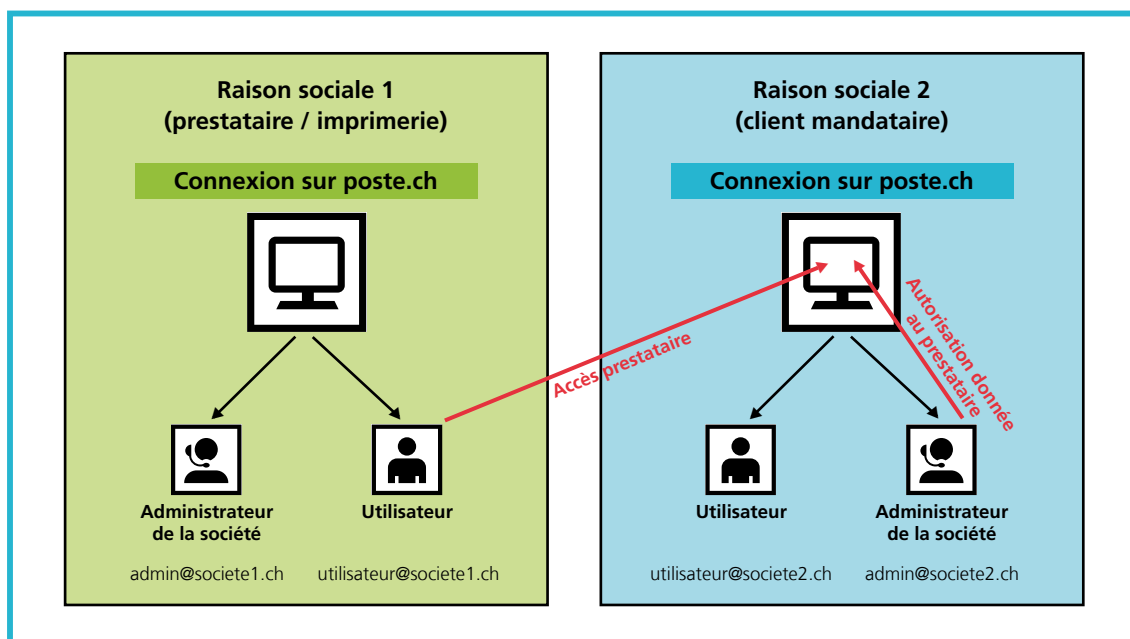 Raison sociale 1
(prestataire / imprimerie)
Connexion sur poste.ch
Administrateur
de la société
Utilisateur
admin@societe1.ch
utilisateur@societe1.ch
Accès prestataire
Raison sociale 2
(client mandataire)
Connexion sur poste.ch
Autorisation donnée
au prestataire
Utilisateur
Administrateur
de la société
utilisateur@societe2.ch
admin@societe2.ch